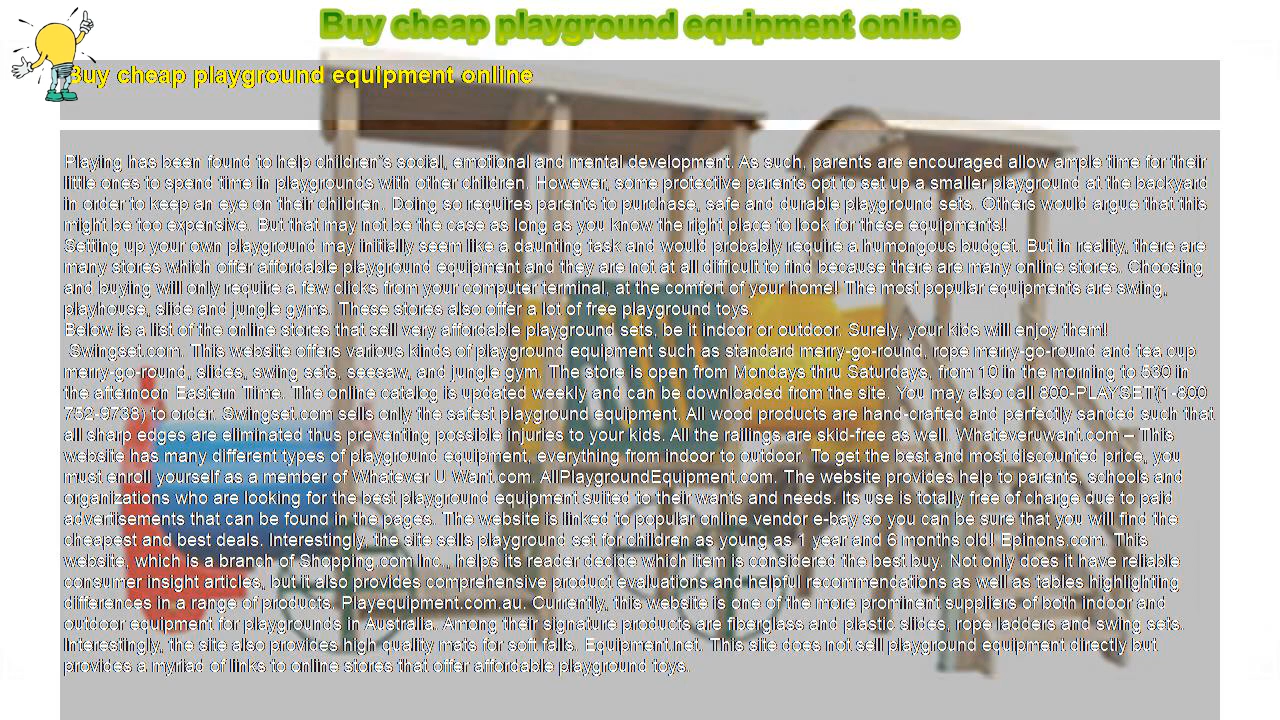 Buy cheap playground equipment online
Buy cheap playground equipment online
Playing has been found to help children"s social, emotional and mental development. As such, parents are encouraged allow ample time for their
little ones to spend time in playgrounds with other children. However, some protective parents opt to set up a smaller playground at the backyard
in order to keep an eye on their children. Doing so requires parents to purchase, safe and durable playground sets. Others would argue that this
might be too expensive. But that may not be the case as long as you know the right place to look for these equipments!
Setting up your own playground may initially seem like a daunting task and would probably require a humongous budget. But in reality, there are
many stores which offer affordable playground equipment and they are not at all difficult to find because there are many online stores. Choosing
and buying will only require a few clicks from your computer terminal, at the comfort of your home! The most popular equipments are swing,
playhouse, slide and jungle gyms. These stores also offer a lot of free playground toys.
Below is a list of the online stores that sell very affordable playground sets, be it indoor or outdoor. Surely, your kids will enjoy them!
Swingset.com. This website offers various kinds of playground equipment such as standard merry-go-round, rope merry-go-round and tea cup
merry-go-round, slides, swing sets, seesaw, and jungle gym. The store is open from Mondays thru Saturdays, from 10 in the morning to 530 in
the afternoon Eastern Time. The online catalog is updated weekly and can be downloaded from the site. You may also call 800-PLAYSET(1-800
752-9738) to order. Swingset.com sells only the safest playground equipment. All wood products are hand-crafted and perfectly sanded such that
all sharp edges are eliminated thus preventing possible injuries to your kids. All the railings are skid-free as well. Whateveruwant.com – This
website has many different types of playground equipment, everything from indoor to outdoor. To get the best and most discounted price, you
must enroll yourself as a member of Whatever U Want.com. AllPlaygroundEquipment.com. The website provides help to parents, schools and
organizations who are looking for the best playground equipment suited to their wants and needs. Its use is totally free of charge due to paid
advertisements that can be found in the pages. The website is linked to popular online vendor e-bay so you can be sure that you will find the
cheapest and best deals. Interestingly, the site sells playground set for children as young as 1 year and 6 months old! Epinons.com. This
website, which is a branch of Shopping.com Inc., helps its reader decide which item is considered the best buy. Not only does it have reliable
consumer insight articles, but it also provides comprehensive product evaluations and helpful recommendations as well as tables highlighting
differences in a range of products. Playequipment.com.au. Currently, this website is one of the more prominent suppliers of both indoor and
outdoor equipment for playgrounds in Australia. Among their signature products are fiberglass and plastic slides, rope ladders and swing sets.
Interestingly, the site also provides high quality mats for soft falls. Equipment.net. This site does not sell playground equipment directly but
provides a myriad of links to online stores that offer affordable playground toys.